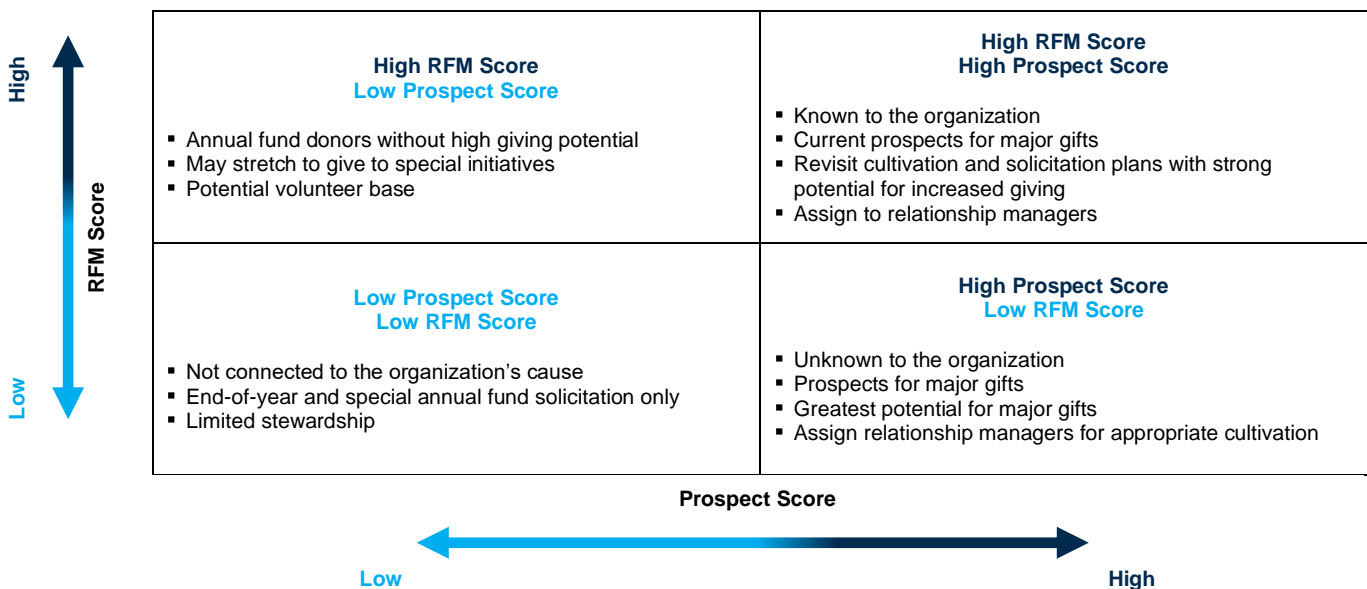 High
RFM Score
Low
High RFM Score
Low Prospect Score
▪ Annual fund donors without high giving potential
▪ May stretch to give to special initiatives
▪ Potential volunteer base
High RFM Score
High Prospect Score
▪ Known to the organization
▪ Current prospects for major gifts
▪ Revisit cultivation and solicitation plans with strong
potential for increased giving
▪ Assign to relationship managers
Low Prospect Score
Low RFM Score
▪ Not connected to the organization’s cause
▪ End-of-year and special annual fund solicitation only
▪ Limited stewardship
High Prospect Score
Low RFM Score
▪ Unknown to the organization
▪ Prospects for major gifts
▪ Greatest potential for major gifts
▪ Assign relationship managers for appropriate cultivation
Prospect Score
Low
High